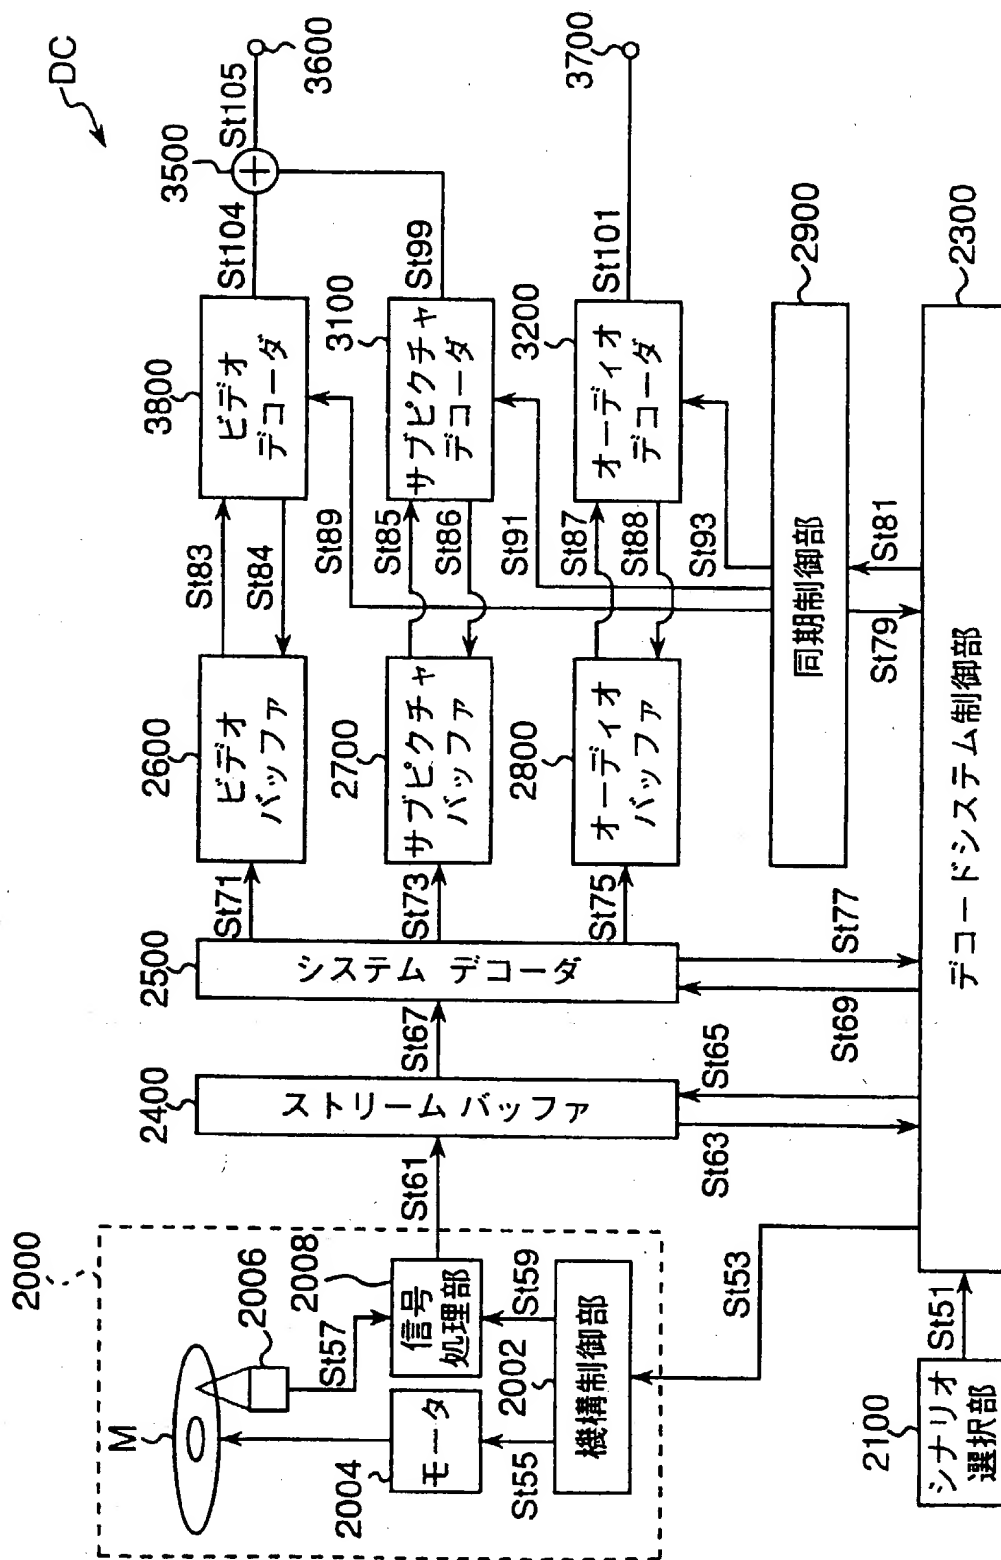 DC
3500
St104
St105
3600
3800
ビデオ
デコーダ
St83
St84
St89
2600
ビデオ
バッファ
St71
3100
サブピクチャ
デコーダ
St99
St85
St86
St91
2700
サブピクチャ
バッファ
St73
3200
オーディオ
デコーダ
St101
3700
St87
St88
St93
2800
オーディオ
バッファ
St75
2500
システム デコーダ
St67
2400
ストリーム バッファ
St61
2000
M
2006
2008
St57
信号
処理部
2004
モータ
St55
2002
St59
機構制御部
St53
St63
St65
St69
St77
2900
同期制御部
St79
St81
2300
デコードシステム制御部
2100
シナリオ
選択部
St51